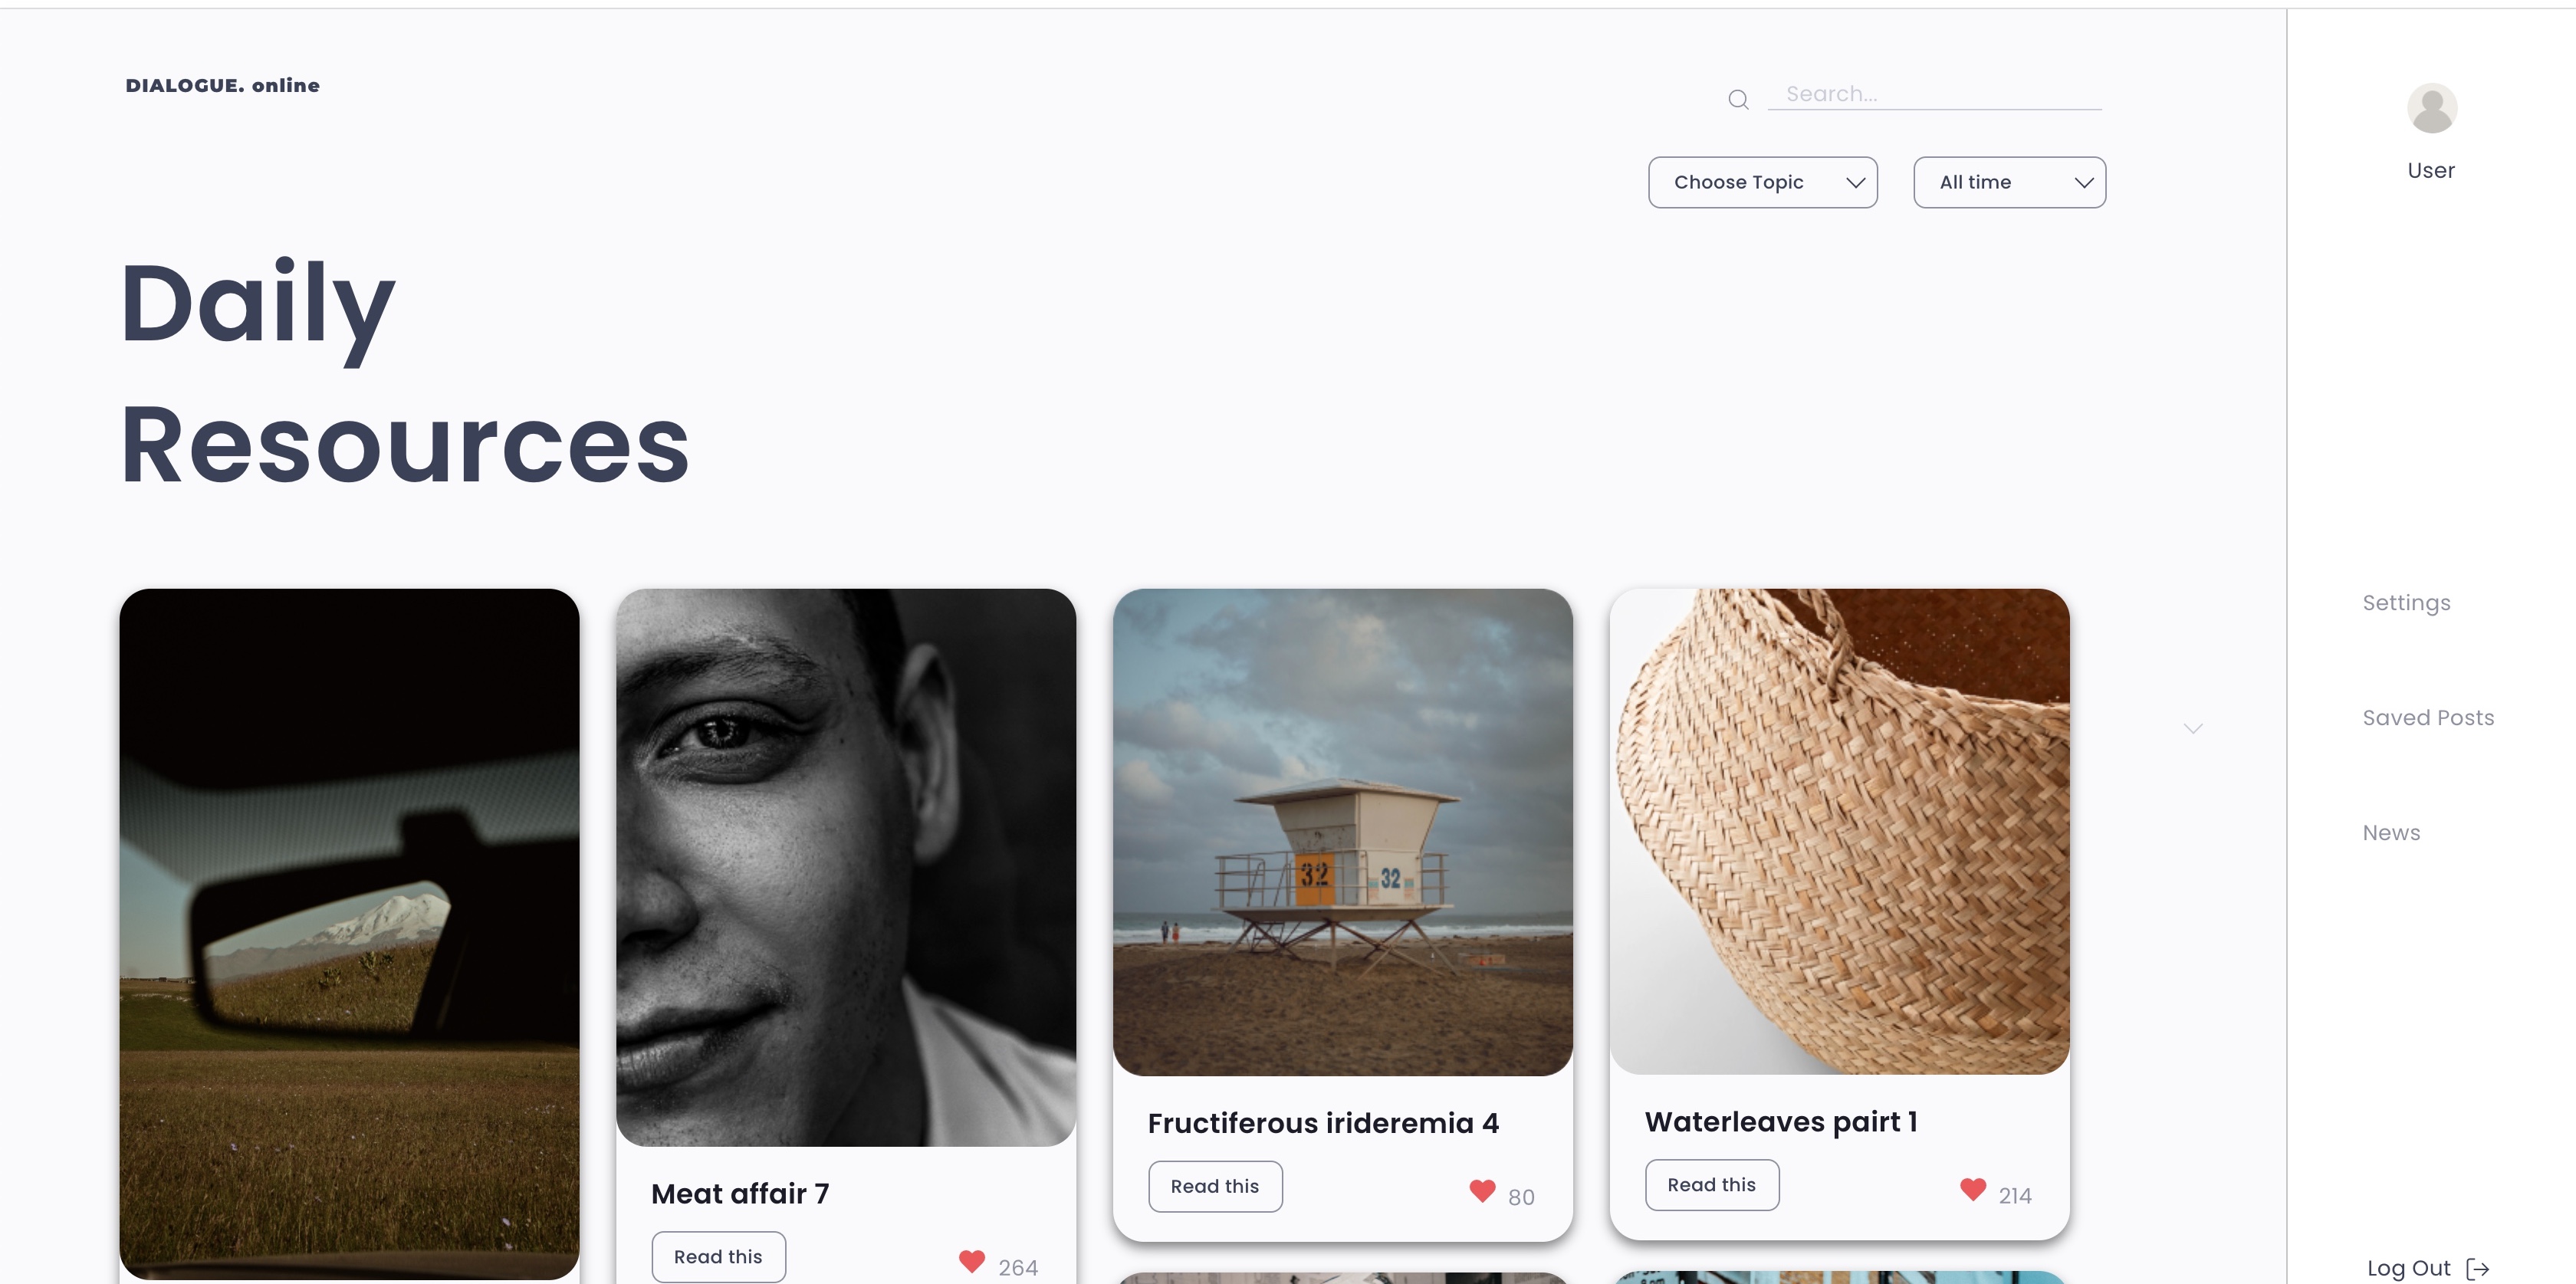 DIALOGUE. online
Search...
User
Choose Topic
All time
Daily
Resources
Settings
Saved Posts
News
32
32
Fructiferous irideremia 4
Waterleaves pairt 1
Read this
80
Read this
214
Meat affair 7
Read this
264
Log Out